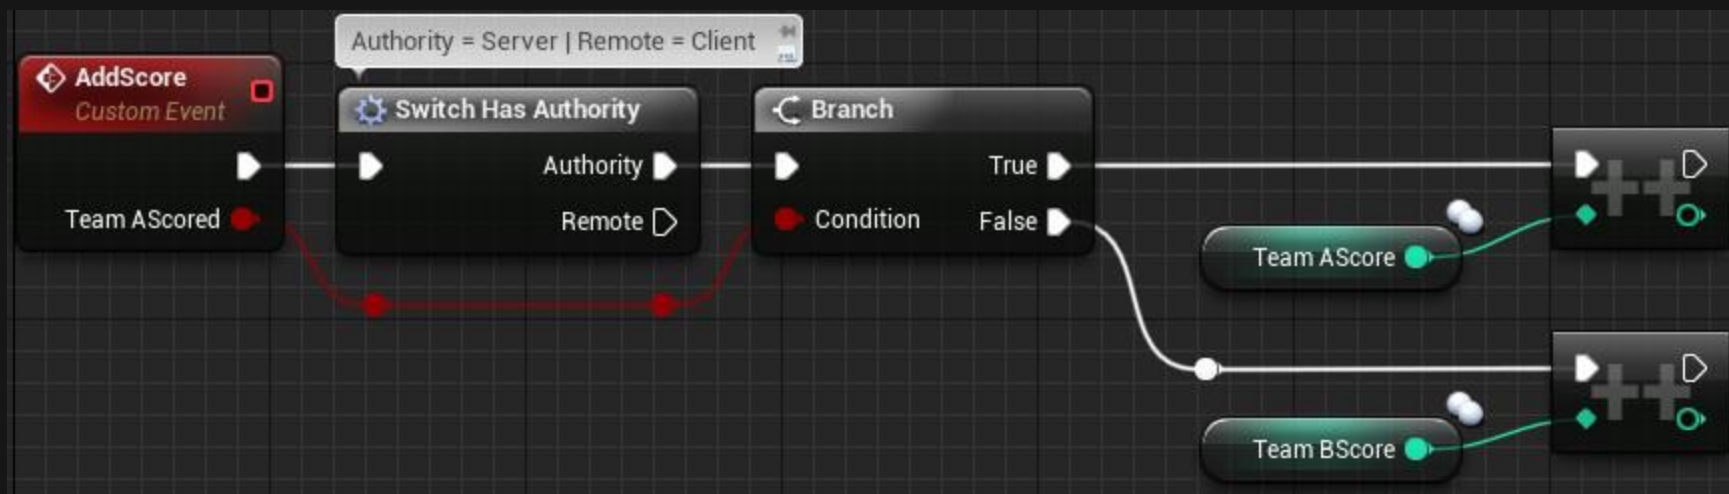 Authority = Server | Remote = Client
AddScore
Custom Event
Team AScored
Switch Has Authority
Authority
Remote
Branch
Condition
True
False
Team AScore
++
Team BScore
++